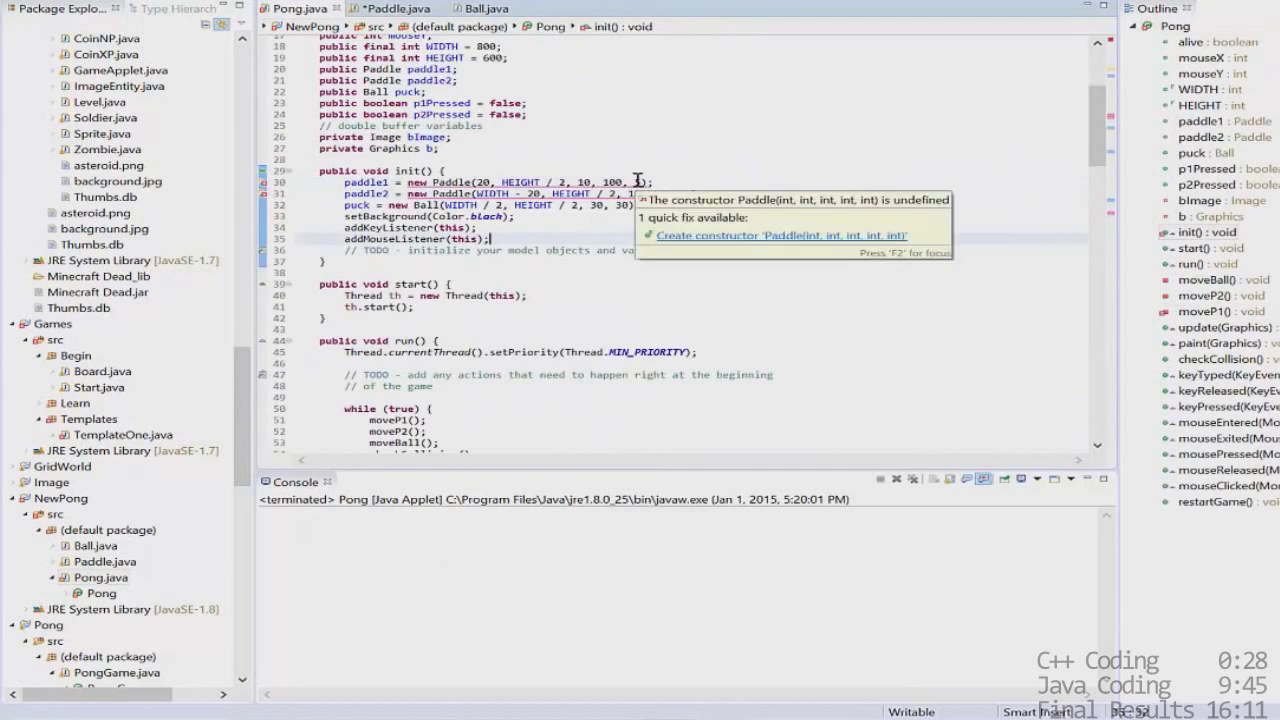 Package Explo...
Type Hierarch
CoinNP.java
CoinXP.java
GameApplet.java
ImageEntity.java
Level.java
Soldier.java
Sprite.java
Zombie.java
asteroid.png
background.jpg
Thumbs.db
asteroid.png
background.jpg
Thumbs.db
JRE System Library [JavaSE-1.7]
Minecraft Dead_lib
Minecraft Dead.jar
Thumbs.db
Games
src
Begin
Board.java
Start.java
Learn
Templates
TemplateOne.java
JRE System Library [JavaSE-1.7]
GridWorld
Image
NewPong
src
(default package)
Ball.java
Paddle.java
Pong.java
Pong
JRE System Library [JavaSE-1.8]
Pong
src
(default package)
PongGame.java
Pong.java
*Paddle.java
Ball.java
NewPong
src
(default package)
Pong
init() : void
17 public int mouseY;
18 public final int WIDTH = 800;
19 public final int HEIGHT = 600;
20 public Paddle paddle1;
21 public Paddle paddle2;
22 public Ball puck;
23 public boolean p1Pressed = false;
24 public boolean p2Pressed = false;
25 // double buffer variables
26 private Image bImage;
27 private Graphics b;
28
29 public void init() {
30 paddle1 = new Paddle(20, HEIGHT / 2, 10, 100, );
31 paddle2 = new Paddle(WIDTH - 20, HEIGHT / 2, 1
32 puck = new Ball(WIDTH / 2, HEIGHT / 2, 30, 30)
33 setBackground(Color.black);
34 addKeyListener(this);
35 addMouseListener(this);
36 // TODO - initialize your model objects and va
37 }
38
39 public void start() {
40 Thread th = new Thread(this);
41 th.start();
42 }
43
44 public void run() {
45 Thread.currentThread().setPriority(Thread.MIN_PRIORITY);
46
47 // TODO - add any actions that need to happen right at the beginning
48 // of the game
49
50 while (true) {
51 moveP1();
52 moveP2();
53 moveBall();
The constructor Paddle(int, int, int, int, int) is undefined
1 quick fix available:
Create constructor 'Paddle(int, int, int, int, int)'
Press 'F2' for focus
Console
<terminated> Pong [Java Applet] C:\Program Files\Java\jre1.8.0_25\bin\javaw.exe (Jan 1, 2015, 5:20:01 PM)
Outline
Pong
alive : boolean
mouseX : int
mouseY : int
WIDTH : int
HEIGHT : int
paddle1 : Paddle
paddle2 : Paddle
puck : Ball
p1Pressed : boolean
p2Pressed : boolean
bImage : Image
b : Graphics
init() : void
start() : void
run() : void
moveBall() : void
moveP2() : void
moveP1() : void
update(Graphics)
paint(Graphics) :
checkCollision() :
keyTyped(KeyEve
keyReleased(KeyE
keyPressed(KeyEv
mouseEntered(Mo
mouseExited(Mou
mousePressed(Mo
mouseReleased(M
mouseClicked(Mou
restartGame() : vo
C++ Coding 0:28
Java Coding 9:45
Final Results 16:11
Writable
Smart Insert